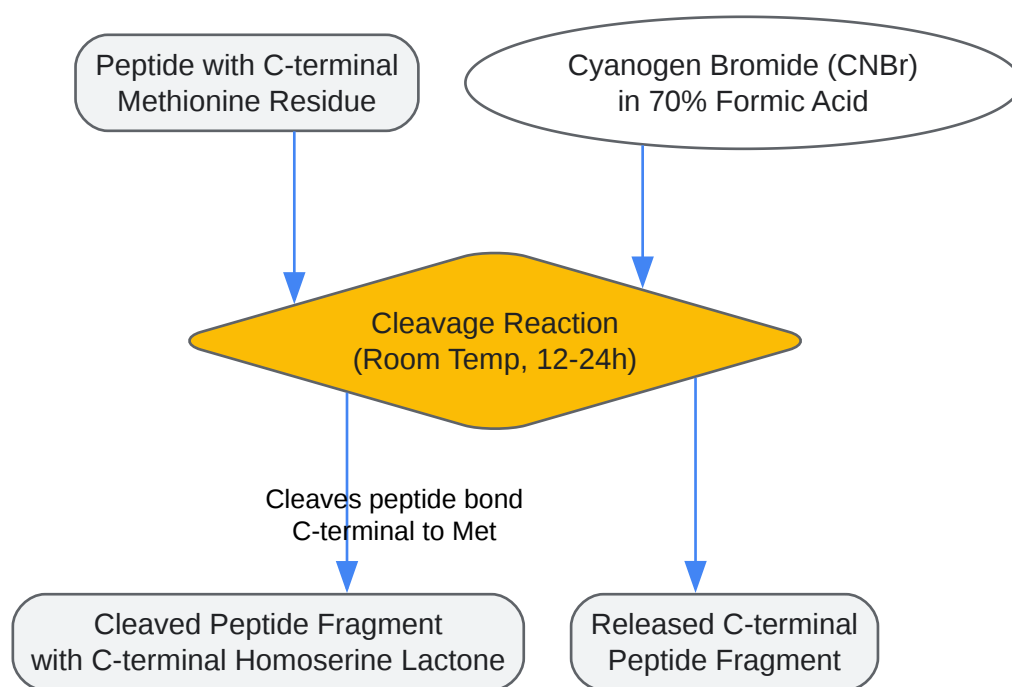 Peptide with C-terminal
Methionine Residue
Cyanogen Bromide (CNBr)
in 70% Formic Acid
Cleavage Reaction
(Room Temp, 12-24h)
Cleaves peptide bond
C-terminal to Met
Cleaved Peptide Fragment
with C-terminal Homoserine Lactone
Released C-terminal
Peptide Fragment